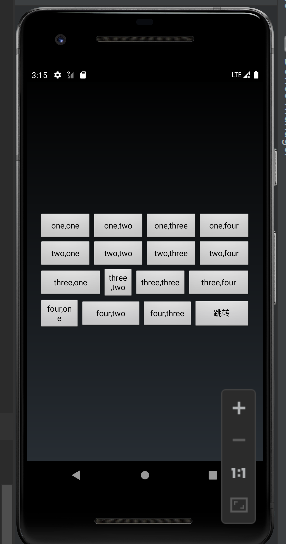 3:15 LTE
one,one one,two one,three one,four
two,one two,two two,three two,four
three,one three ,two three,three three,four
four,on e four,two four,three 跳转
1:1